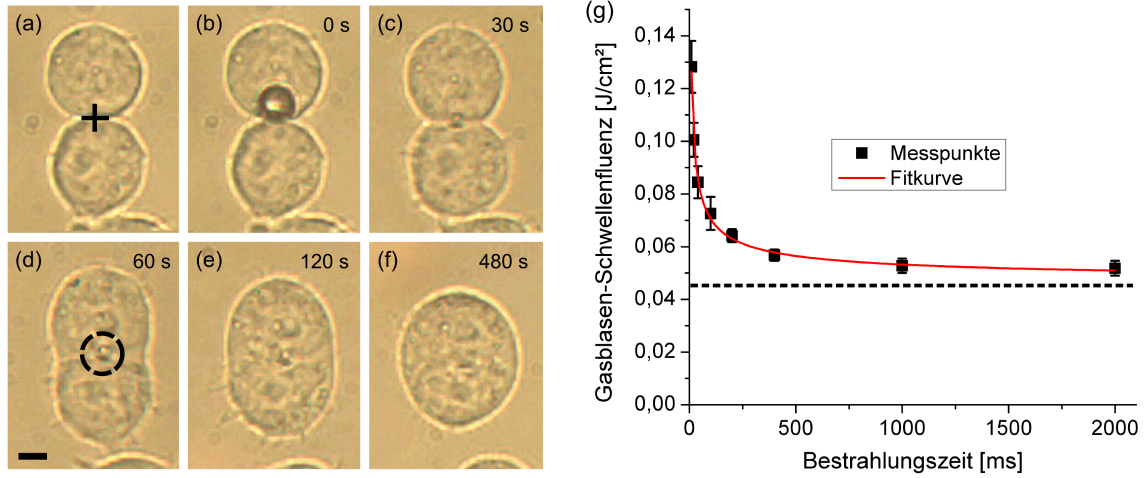 (a)
(b) 0 s
(c) 30 s
(d) 60 s
(e) 120 s
(f) 480 s
(g)
Gasblasen-Schwellenfluenz [J/cm²]
0,14
0,12
0,10
0,08
0,06
0,04
0,02
0,00
Messpunkte
Fitkurve
0 500 1000 1500 2000
Bestrahlungszeit [ms]